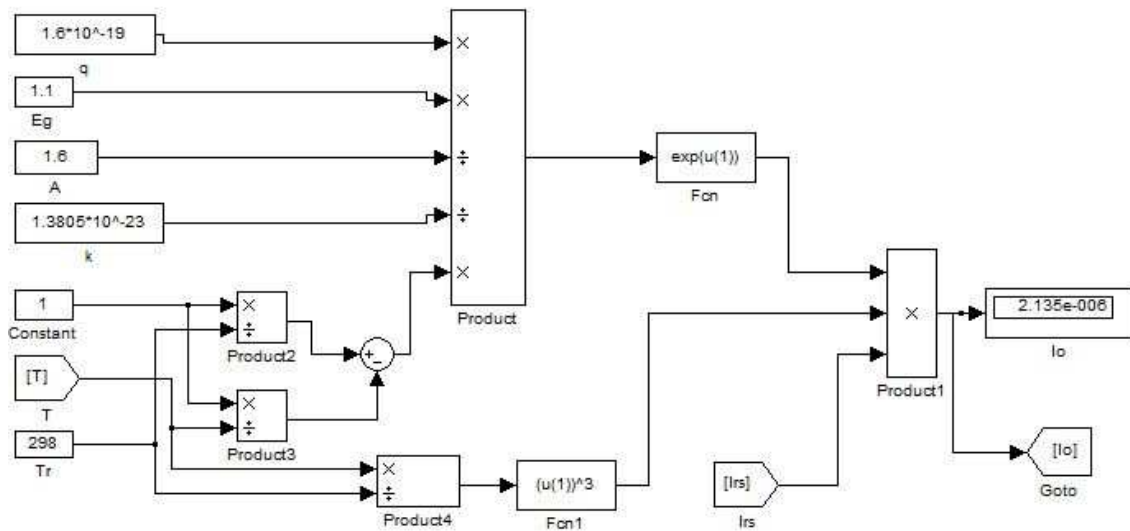 1.6*10^-19
q
1.1
Eg
1.6
A
1.3805*10^-23
k
1
Constant
[T]
T
298
Tr
×
×
÷
÷
×
Product
×
÷
Product2
+
−
×
÷
Product3
×
÷
Product4
exp(u(1))
Fcn
(u(1))^3
Fcn1
[Irs]
Irs
×
Product1
2.135e-006
Io
[Io]
Goto